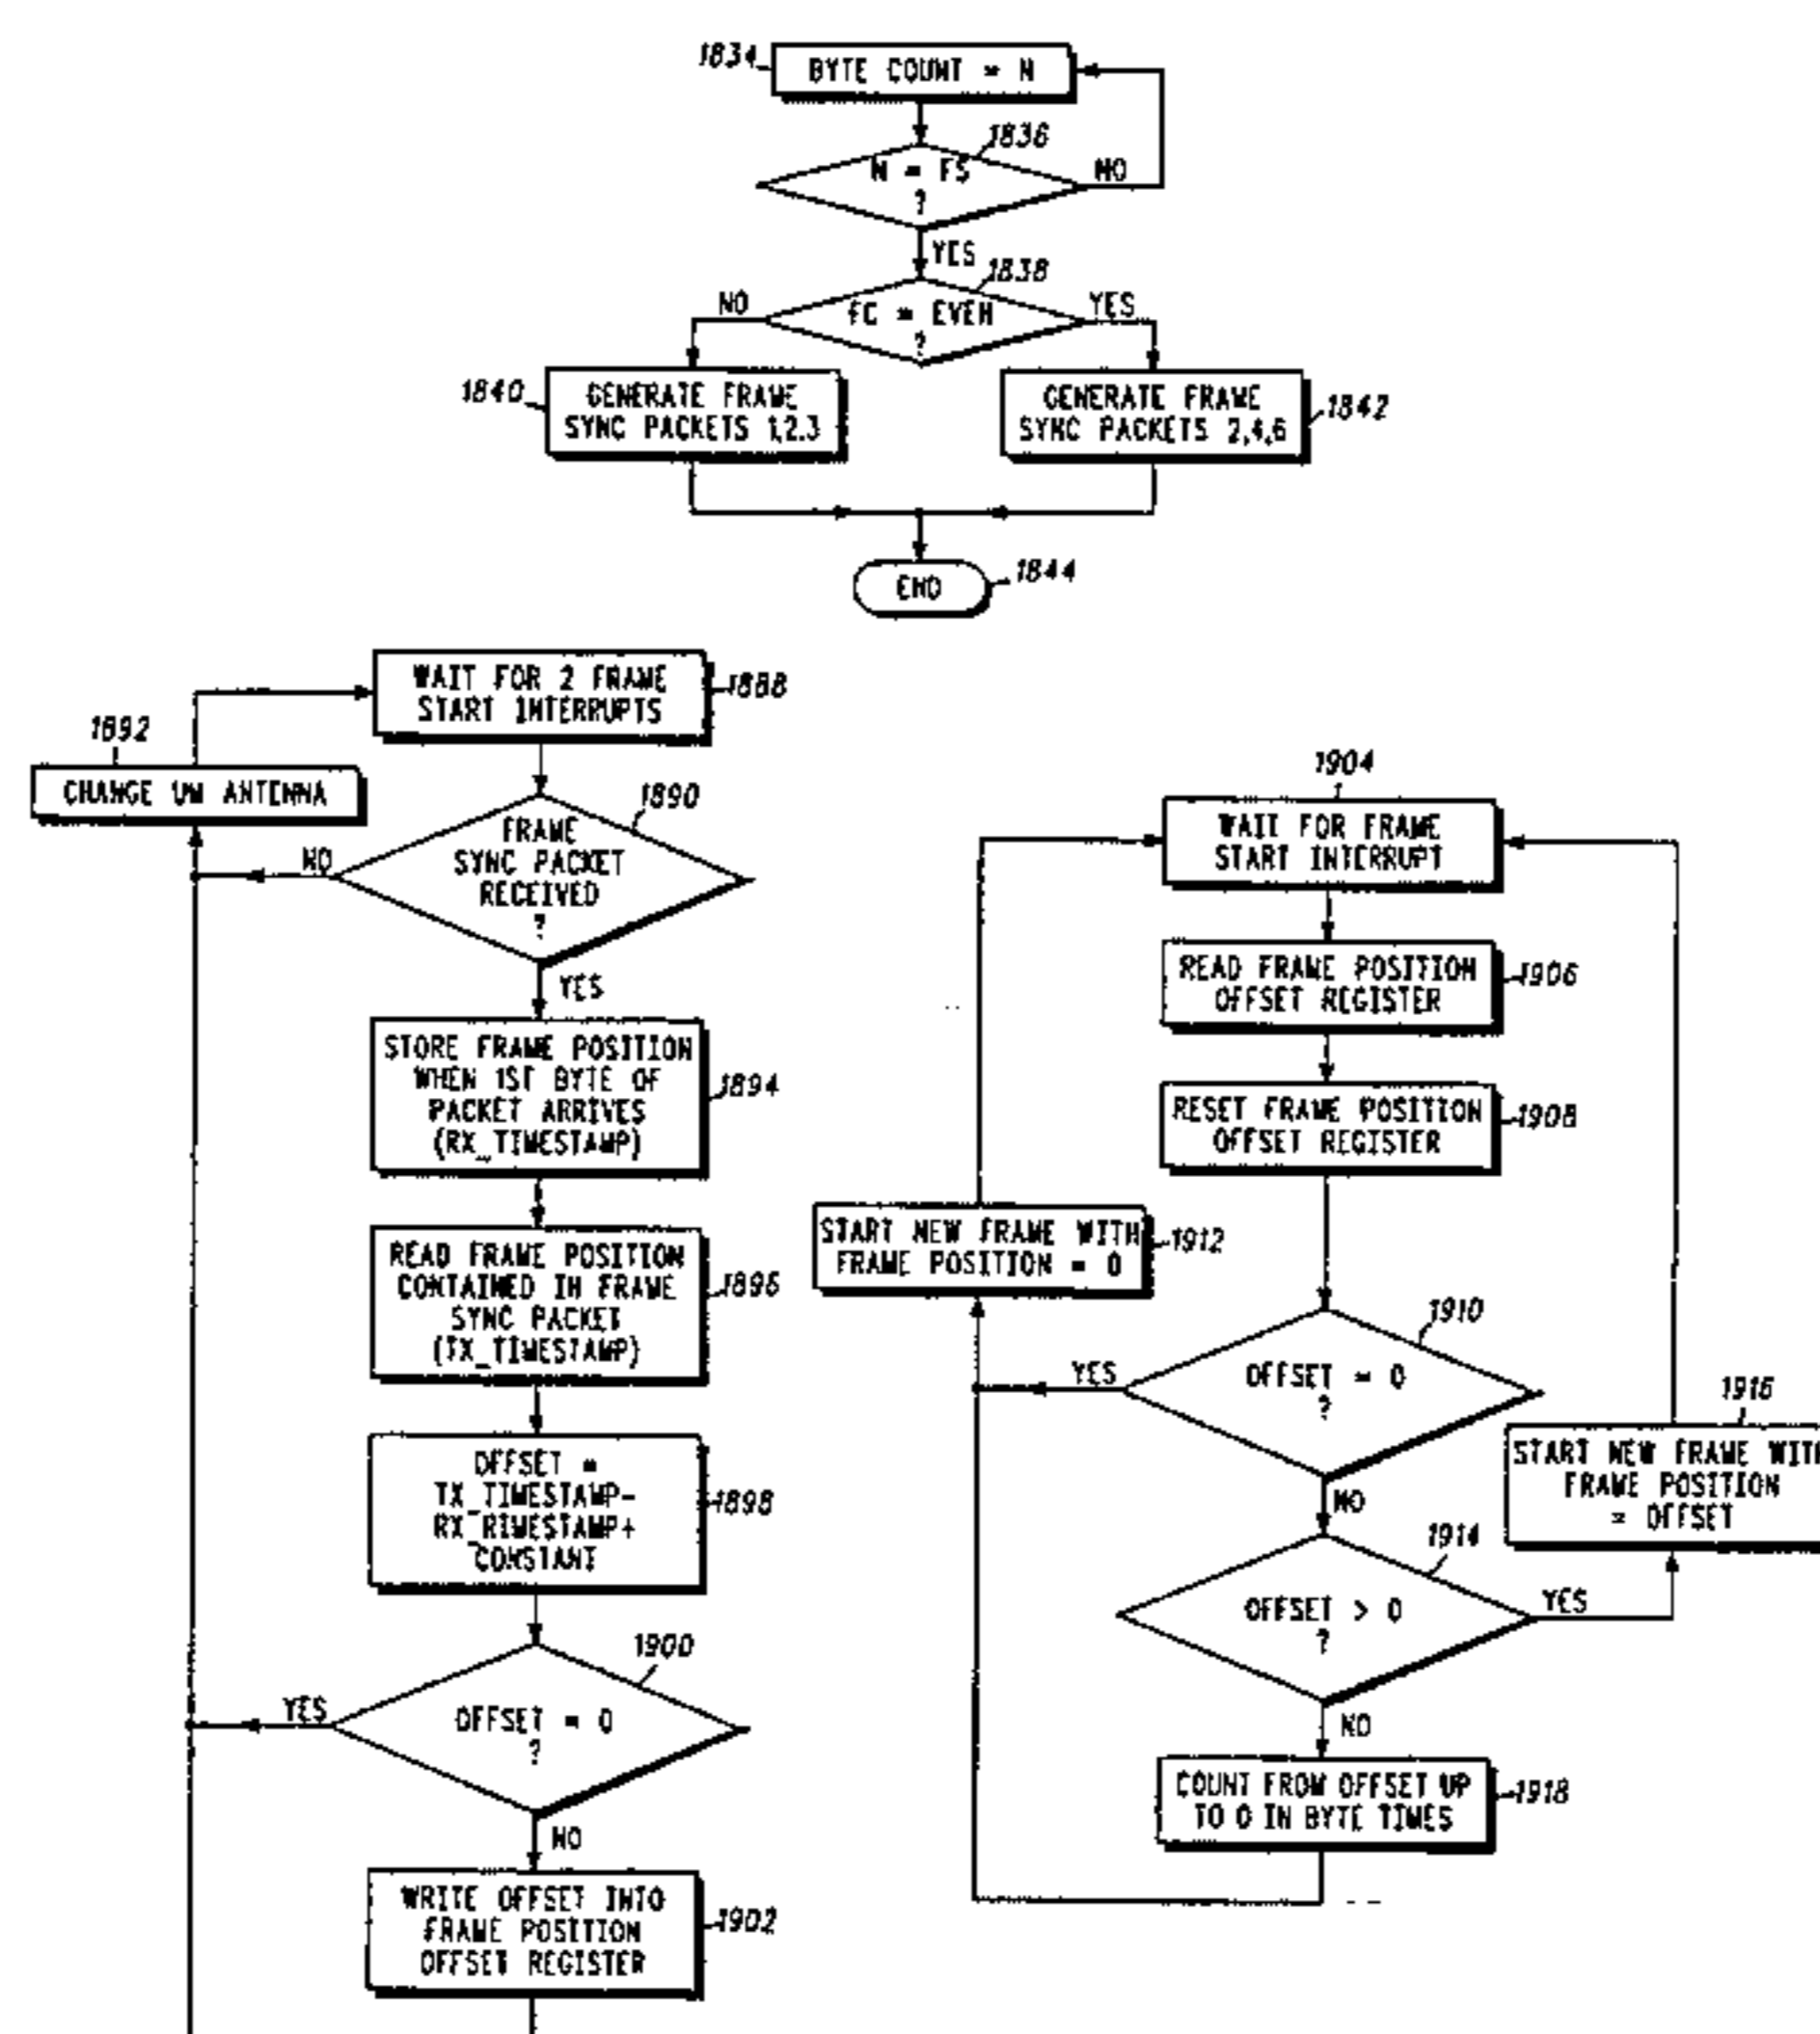 1834
BYTE COUNT = N
1836
N = FS
?
NO
YES
1838
FC = EVEN
?
NO
YES
1840
GENERATE FRAME
SYNC PACKETS 1,2.3
GENERATE FRAME
SYNC PACKETS 2,4,6
1842
END
1844
WAIT FOR 2 FRAME
START INTERRUPTS
1888
1892
CHANGE UM ANTENNA
1890
FRAME
SYNC PACKET
RECEIVED
?
NO
YES
STORE FRAME POSITION
WHEN 1ST BYTE OF
PACKET ARRIVES
(RX_TIMESTAMP)
1894
READ FRAME POSITION
CONTAINED IN FRAME
SYNC PACKET
(TX_TIMESTAMP)
1896
OFFSET =
TX_TIMESTAMP-
RX_RIMESTAMP+
CONSTANT
1898
1900
OFFSET = 0
?
YES
NO
WRITE OFFSET INTO
FRAME POSITION
OFFSET REGISTER
1902
1904
WAIT FOR FRAME
START INTERRUPT
READ FRAME POSITION
OFFSET REGISTER
1906
RESET FRAME POSITION
OFFSET REGISTER
1908
START NEW FRAME WITH
FRAME POSITION = 0
1912
1910
OFFSET = 0
?
YES
NO
1914
OFFSET > 0
?
YES
NO
1916
START NEW FRAME WITH
FRAME POSITION
= OFFSET
COUNT FROM OFFSET UP
TO 0 IN BYTE TIMES
1918